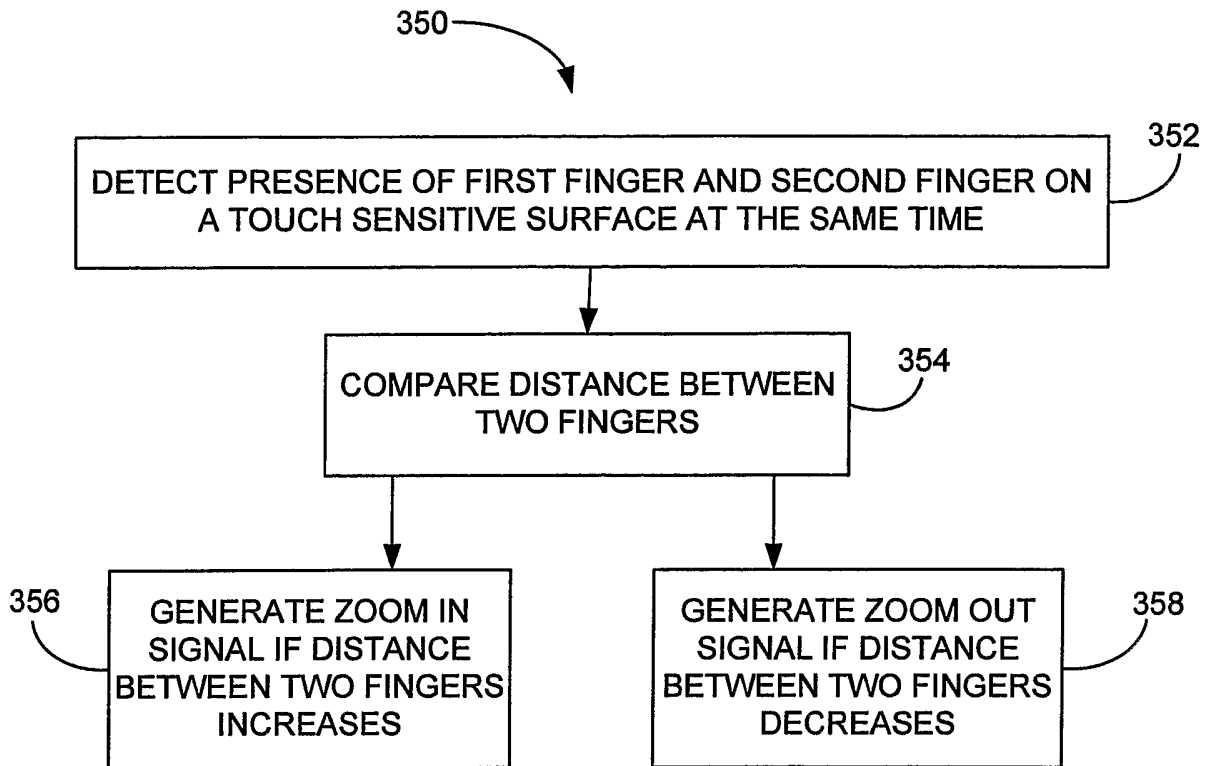 350
352
DETECT PRESENCE OF FIRST FINGER AND SECOND FINGER ON
A TOUCH SENSITIVE SURFACE AT THE SAME TIME
354
COMPARE DISTANCE BETWEEN
TWO FINGERS
356
GENERATE ZOOM IN
SIGNAL IF DISTANCE
BETWEEN TWO FINGERS
INCREASES
358
GENERATE ZOOM OUT
SIGNAL IF DISTANCE
BETWEEN TWO FINGERS
DECREASES